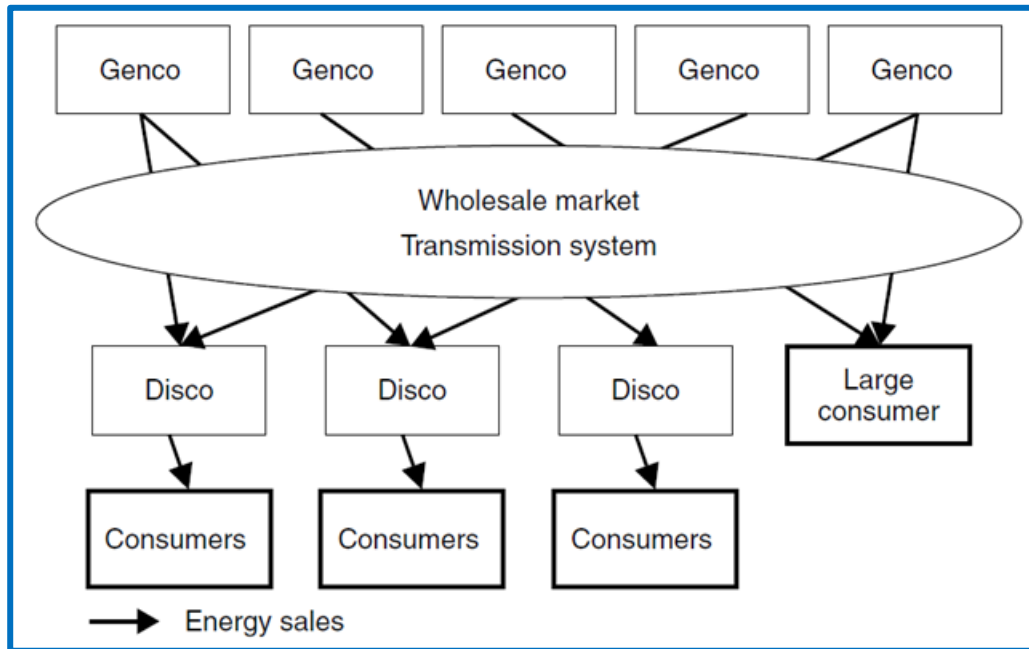 Genco
Genco
Genco
Genco
Genco
Wholesale market
Transmission system
Disco
Disco
Disco
Large
consumer
Consumers
Consumers
Consumers
Energy sales